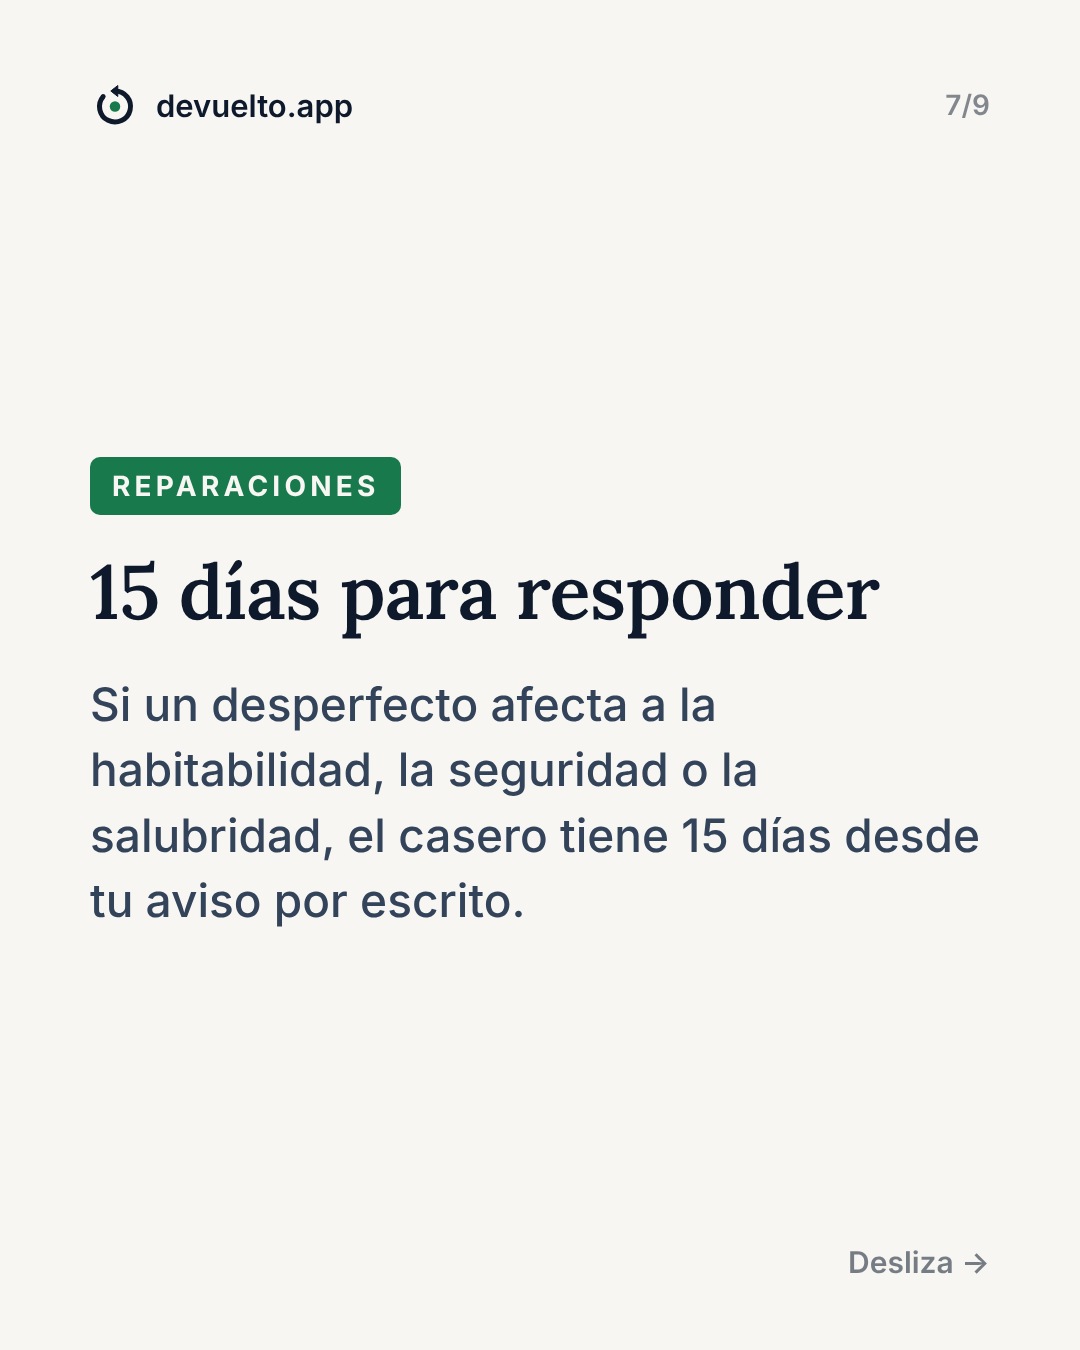 devuelto.app
7/9
REPARACIONES
15 días para responder
Si un desperfecto afecta a la
habitabilidad, la seguridad o la
salubridad, el casero tiene 15 días desde
tu aviso por escrito.
Desliza →